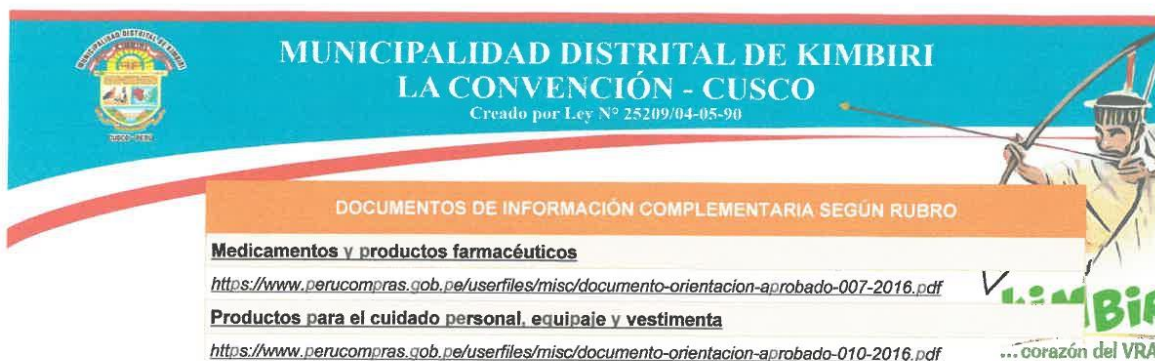 MUNICIPALIDAD DISTRITAL DE KIMBIRI
LA CONVENCIÓN - CUSCO
Creado por Ley N° 25209/04-05-90
KIMBIRI
CUSCO - PERÚ
DOCUMENTOS DE INFORMACIÓN COMPLEMENTARIA SEGÚN RUBRO
Medicamentos y productos farmacéuticos
https://www.perucompras.gob.pe/userfiles/misc/documento-orientacion-aprobado-007-2016.pdf
Productos para el cuidado personal, equipaje y vestimenta
https://www.perucompras.gob.pe/userfiles/misc/documento-orientacion-aprobado-010-2016.pdf
... corazón del VRA